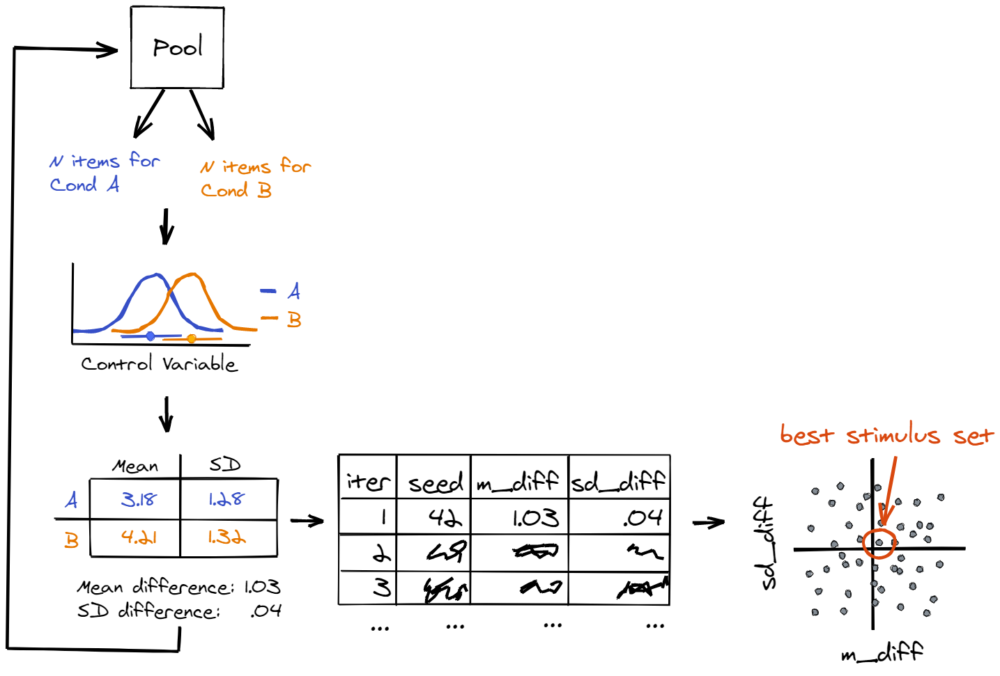 Pool
N items for
Cond A
N items for
Cond B
A
B
Control Variable
Mean SD
A 3.18 1.28
B 4.21 1.32
Mean difference: 1.03
SD difference: .04
iter seed m_diff sd_diff
1 42 1.03 .04
2
3
... ... ... ...
best stimulus set
sd_diff
m_diff